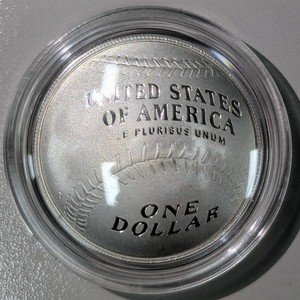 UNITED STATES
OF AMERICA
E PLURIBUS UNUM
ONE
DOLLAR